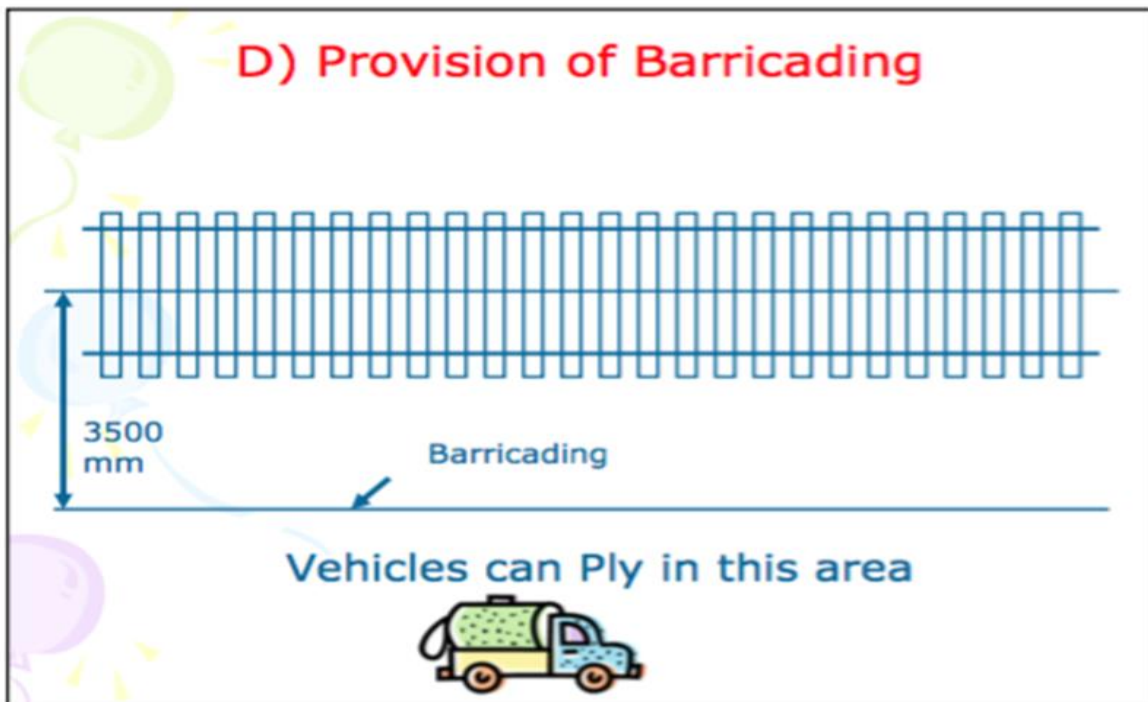 D) Provision of Barricading
3500
mm
Barricading
Vehicles can Ply in this area